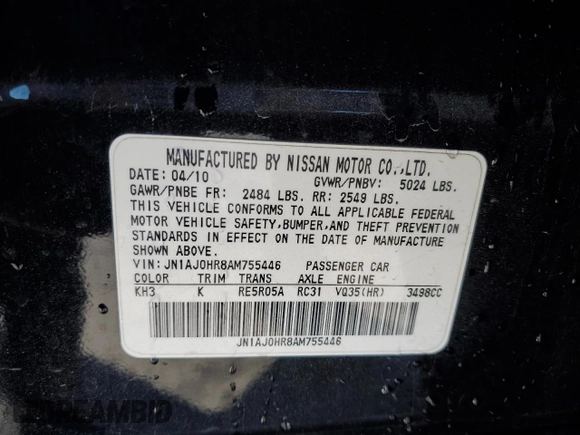 MANUFACTURED BY NISSAN MOTOR CO.,LTD.
DATE: 04/10 GVWR/PNBV: 5024 LBS.
GAWR/PNBE FR: 2484 LBS. RR: 2549 LBS.
THIS VEHICLE CONFORMS TO ALL APPLICABLE FEDERAL
MOTOR VEHICLE SAFETY,BUMPER,AND THEFT PREVENTION
STANDARDS IN EFFECT ON THE DATE OF MANUFACTURE
SHOWN ABOVE.
VIN: JN1AJ0HR8AM755446 PASSENGER CAR
COLOR TRIM TRANS AXLE ENGINE
KH3 K RE5R05A RC31 VQ35(HR) 3498CC
JN1AJ0HR8AM755446
DREAMBID